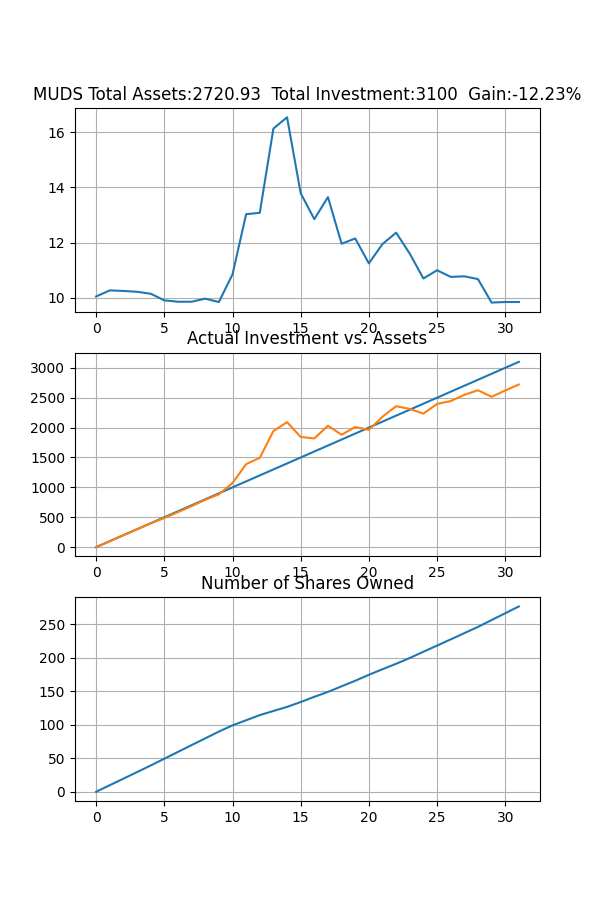 MUDS Total Assets:2720.93  Total Investment:3100  Gain:-12.23%
16
14
12
10
0 5 10 15 20 25 30
Actual Investment vs. Assets
3000
2500
2000
1500
1000
500
0
0 5 10 15 20 25 30
Number of Shares Owned
250
200
150
100
50
0
0 5 10 15 20 25 30